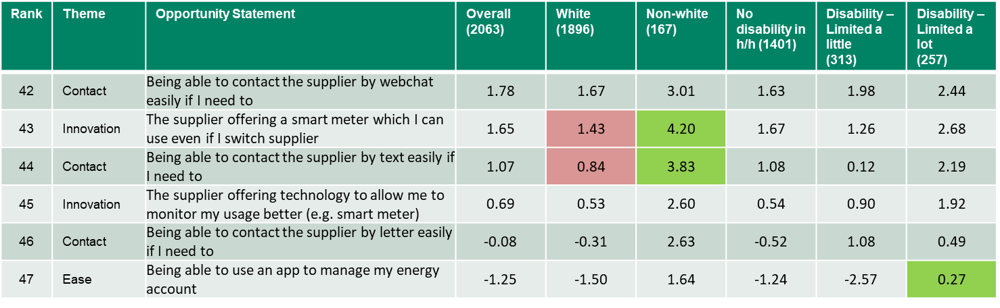 Rank Theme Opportunity Statement Overall (2063) White (1896) Non-white (167) No disability in h/h (1401) Disability – Limited a little (313) Disability – Limited a lot (257)
42 Contact Being able to contact the supplier by webchat easily if I need to 1.78 1.67 3.01 1.63 1.98 2.44
43 Innovation The supplier offering a smart meter which I can use even if I switch supplier 1.65 1.43 4.20 1.67 1.26 2.68
44 Contact Being able to contact the supplier by text easily if I need to 1.07 0.84 3.83 1.08 0.12 2.19
45 Innovation The supplier offering technology to allow me to monitor my usage better (e.g. smart meter) 0.69 0.53 2.60 0.54 0.90 1.92
46 Contact Being able to contact the supplier by letter easily if I need to -0.08 -0.31 2.63 -0.52 1.08 0.49
47 Ease Being able to use an app to manage my energy account -1.25 -1.50 1.64 -1.24 -2.57 0.27